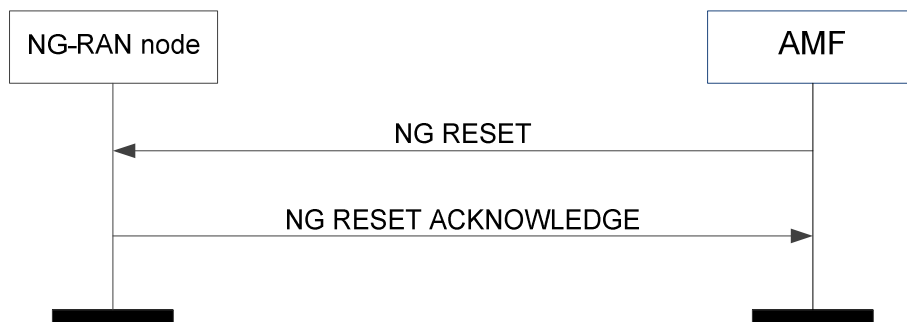 NG-RAN node
AMF
NG RESET
NG RESET ACKNOWLEDGE